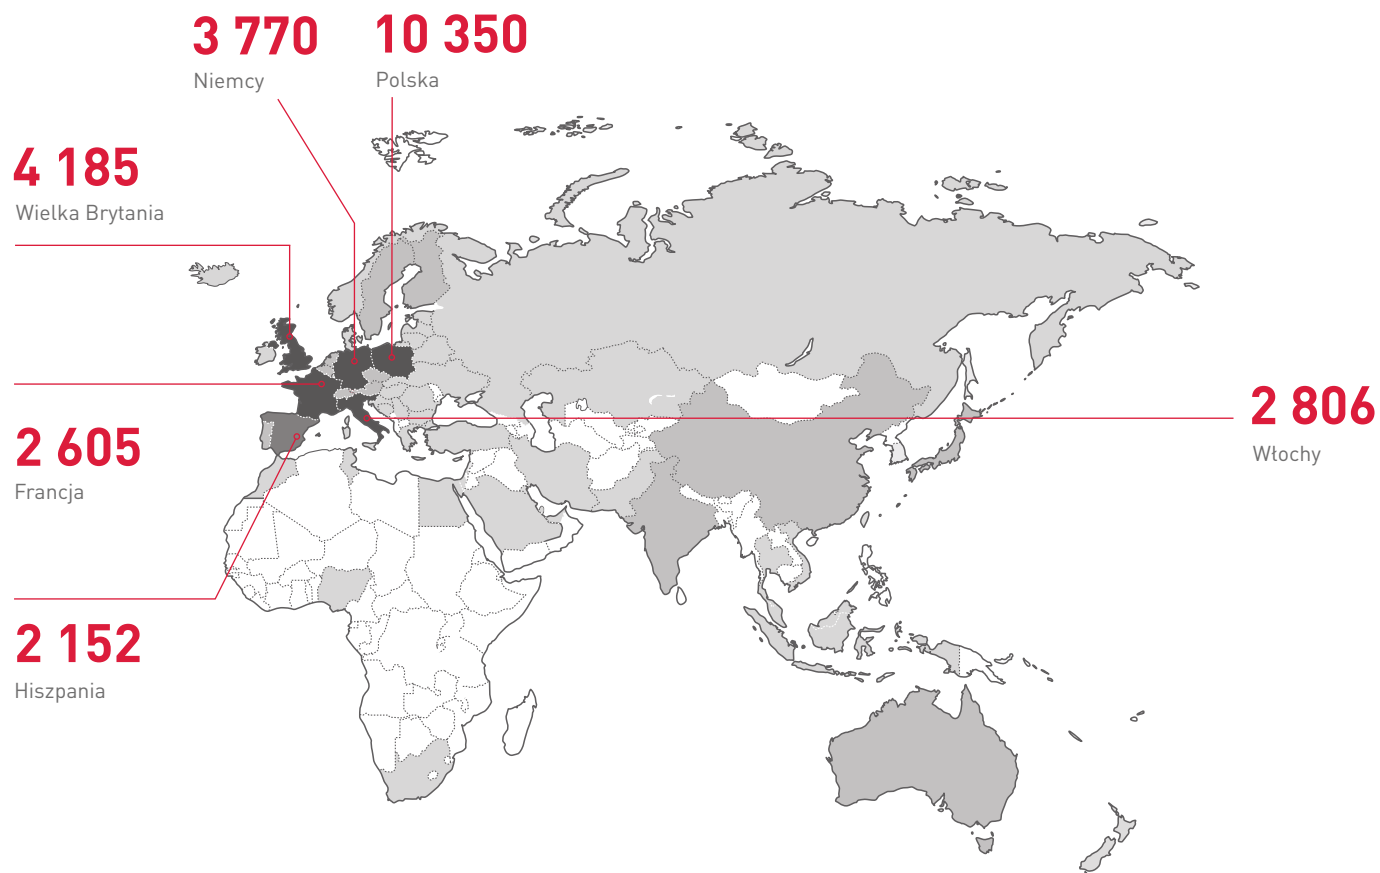 3 770
Niemcy
10 350
Polska
4 185
Wielka Brytania
2 806
Włochy
2 605
Francja
2 152
Hiszpania